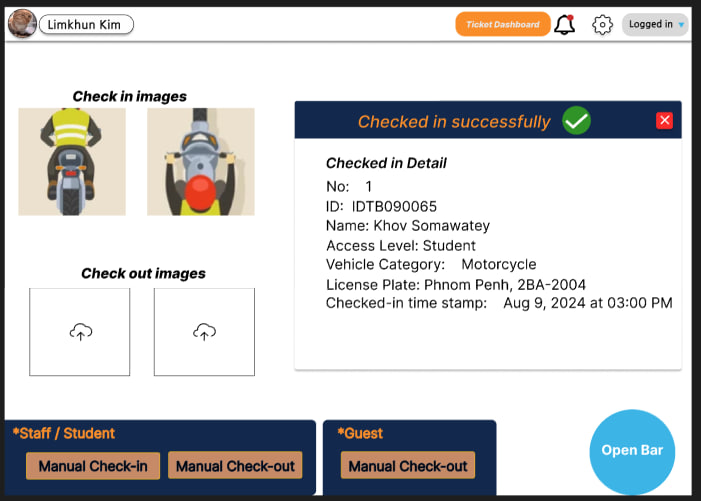 Limkhun Kim
Ticket Dashboard
Logged in
Check in images
Checked in successfully
Checked in Detail
No: 1
ID: IDTB090065
Name: Khov Somawatey
Access Level: Student
Vehicle Category: Motorcycle
License Plate: Phnom Penh, 2BA-2004
Checked-in time stamp: Aug 9, 2024 at 03:00 PM
Check out images
*Staff / Student
Manual Check-in
Manual Check-out
*Guest
Manual Check-out
Open Bar